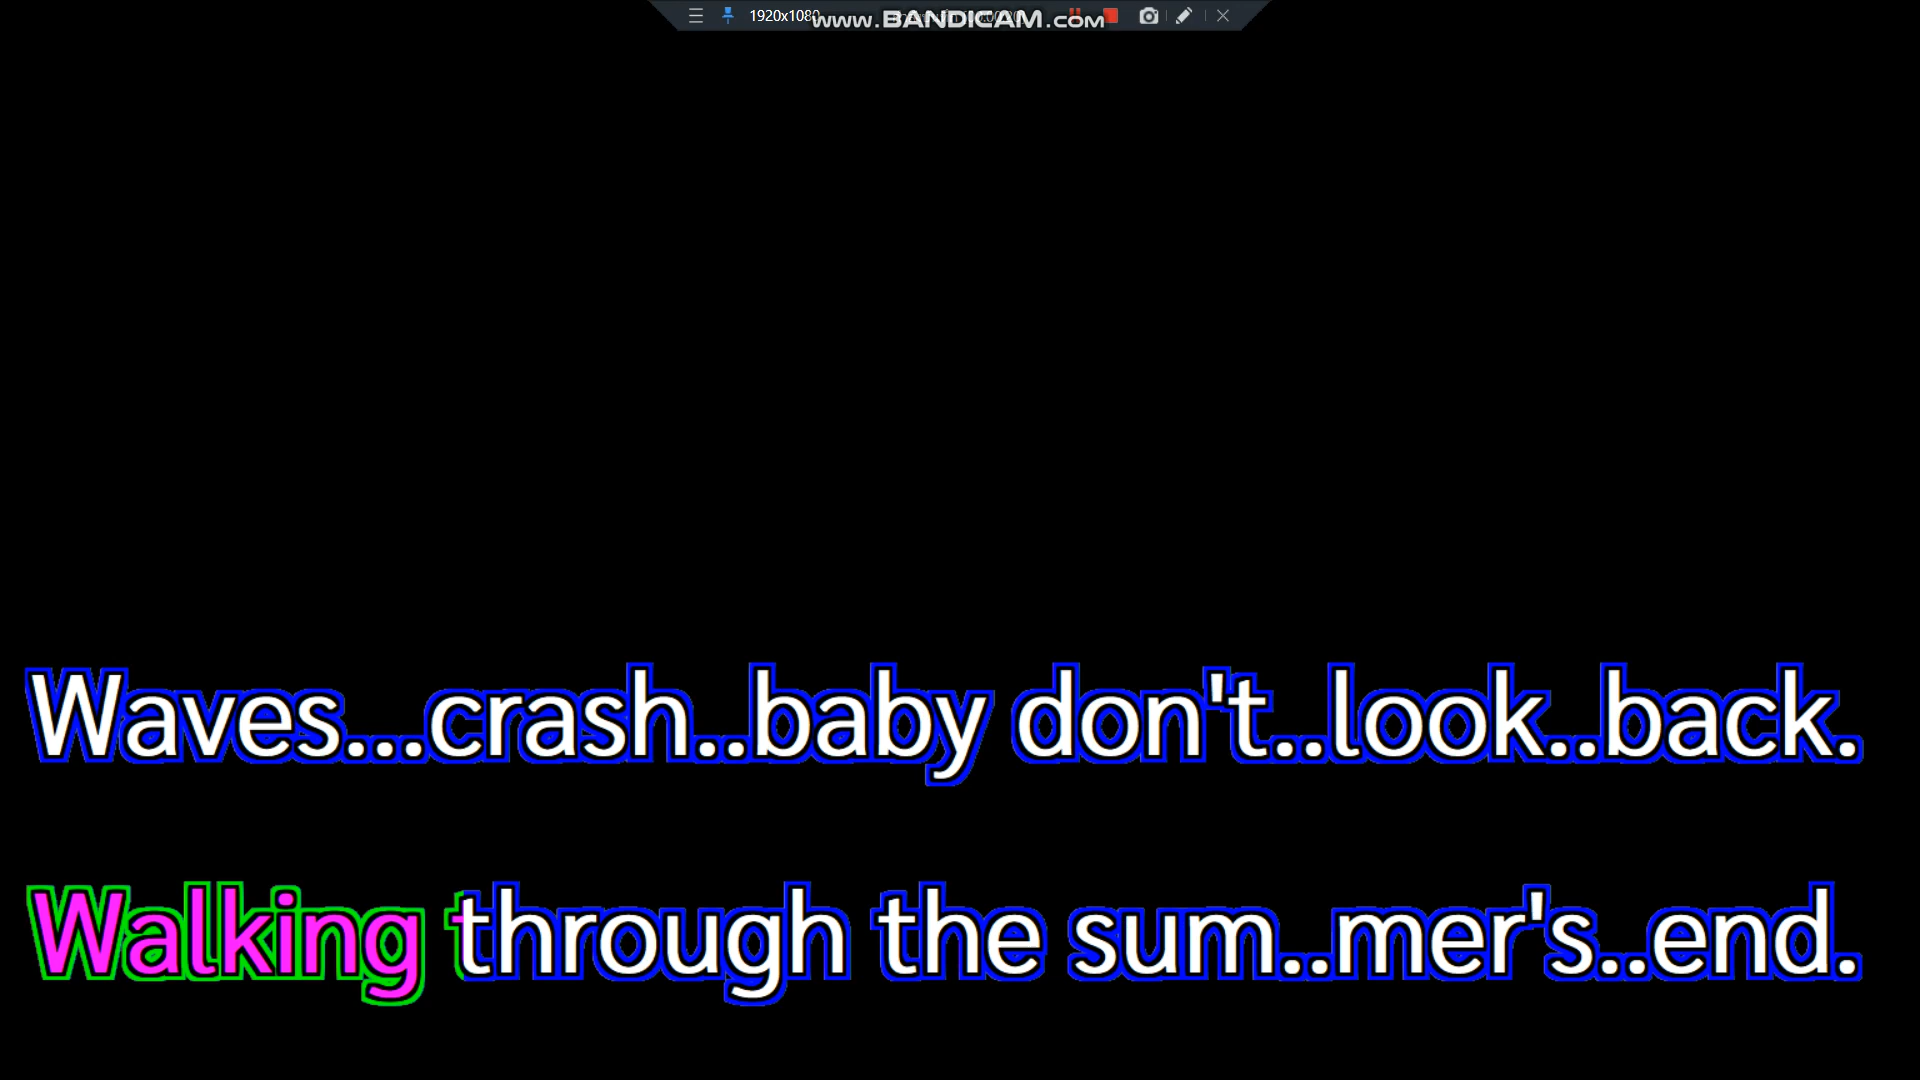 1920x1080
www.BANDICAM.com
Waves...crash..baby don't..look..back.
Walking through the sum..mer's..end.